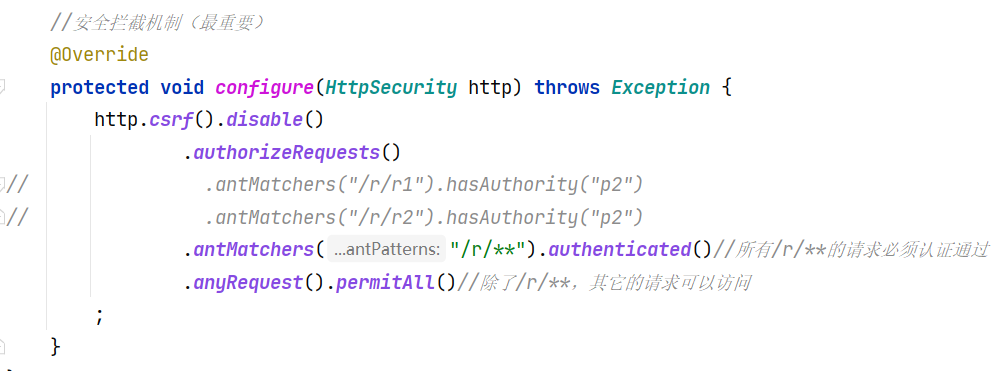 //安全拦截机制（最重要）
@Override
protected void configure(HttpSecurity http) throws Exception {
http.csrf().disable()
.authorizeRequests()
// .antMatchers("/r/r1").hasAuthority("p2")
// .antMatchers("/r/r2").hasAuthority("p2")
.antMatchers( ...antPatterns: "/r/**").authenticated()//所有/r/**的请求必须认证通过
.anyRequest().permitAll()//除了/r/**，其它的请求可以访问
;
}